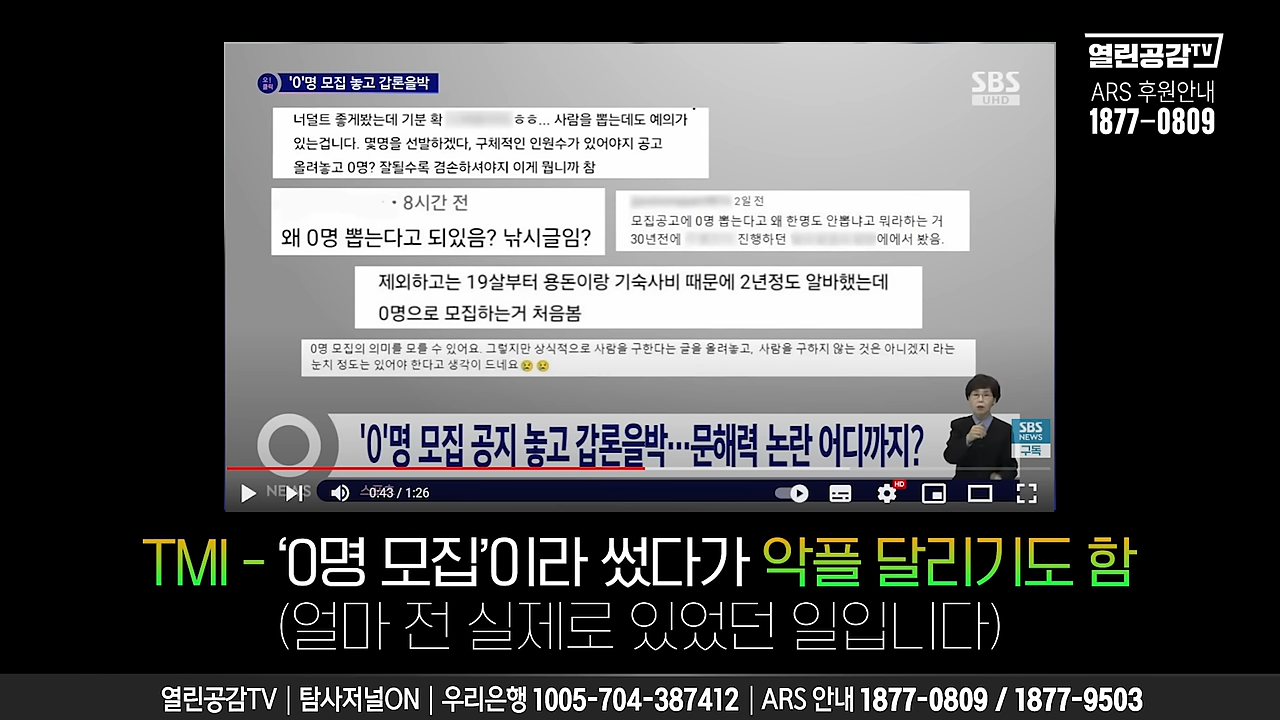 열린공감TV
ARS 후원안내
1877-0809
오!클릭 '0'명 모집 놓고 갑론을박
SBS
UHD
너덜트 좋게봤는데 기분 확 ㅎㅎ... 사람을 뽑는데도 예의가
있는겁니다. 몇명을 선발하겠다, 구체적인 인원수가 있어야지 공고
올려놓고 0명? 잘될수록 겸손하셔야지 이게 뭡니까 참
· 8시간 전
왜 0명 뽑는다고 되있음? 낚시글임?
2일 전
모집공고에 0명 뽑는다고 왜 한명도 안뽑냐고 뭐라하는 거
30년전에 진행하던 에에서 봤음.
제외하고는 19살부터 용돈이랑 기숙사비 때문에 2년정도 알바했는데
0명으로 모집하는거 처음봄
0명 모집의 의미를 모를 수 있어요. 그렇지만 상식적으로 사람을 구한다는 글을 올려놓고, 사람을 구하지 않는 것은 아니겠지 라는
눈치 정도는 있어야 한다고 생각이 드네요😢😢
'0'명 모집 공지 놓고 갑론을박…문해력 논란 어디까지?
SBS
NEWS
구독
NEWS
0:43 / 1:26
HD
TMI - ‘0명 모집’이라 썼다가 악플 달리기도 함
(얼마 전 실제로 있었던 일입니다)
열린공감TV | 탐사저널ON | 우리은행 1005-704-387412 | ARS 안내 1877-0809 / 1877-9503